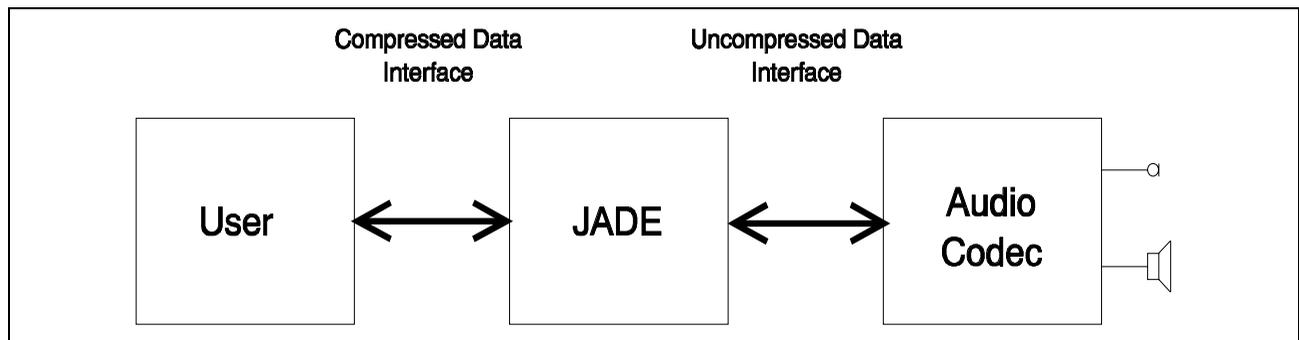 Compressed Data
Interface
Uncompressed Data
Interface
User
JADE
Audio
Codec